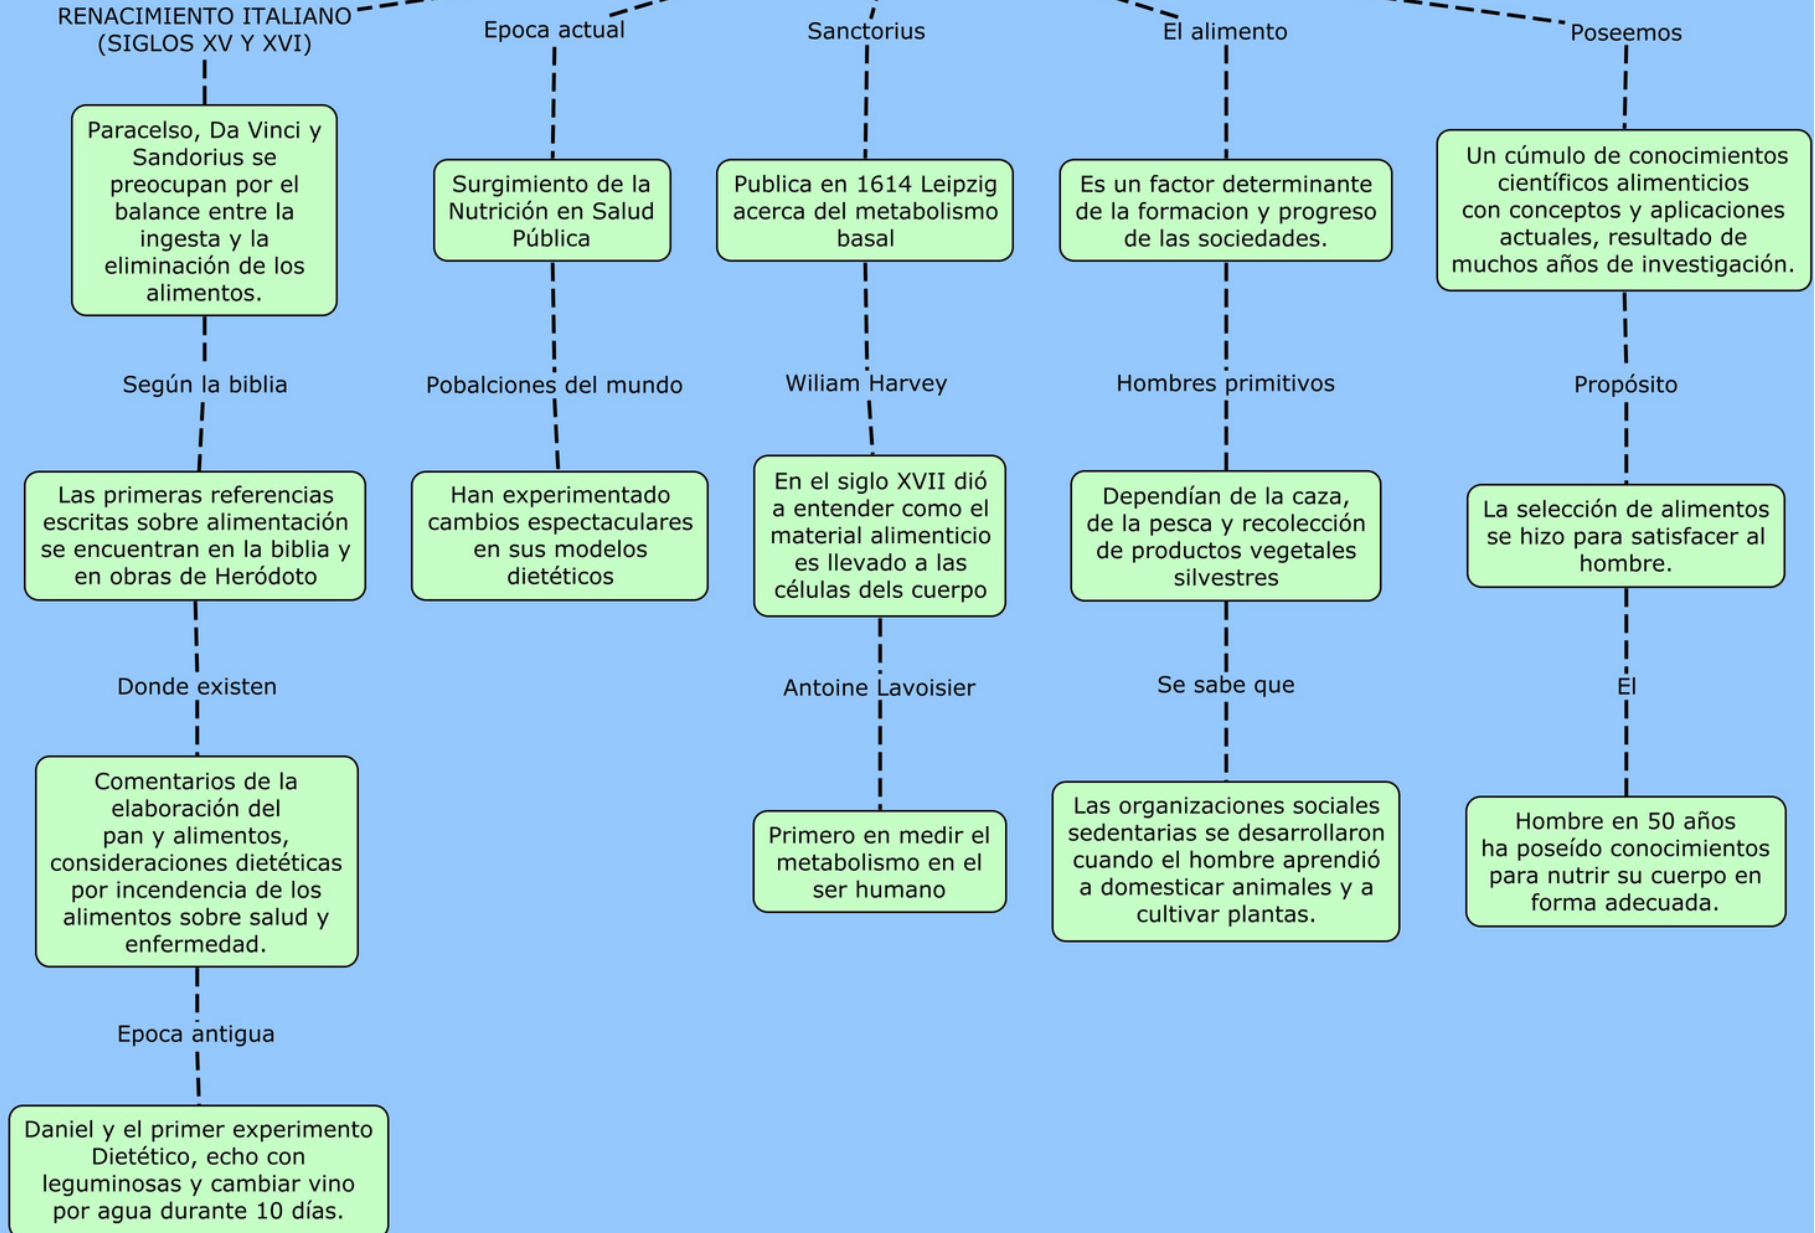 RENACIMIENTO ITALIANO
(SIGLOS XV Y XVI)
Paracelso, Da Vinci y
Sandorius se
preocupan por el
balance entre la
ingesta y la
eliminación de los
alimentos.
Según la biblia
Las primeras referencias
escritas sobre alimentación
se encuentran en la biblia y
en obras de Heródoto
Donde existen
Comentarios de la
elaboración del
pan y alimentos,
consideraciones dietéticas
por incendencia de los
alimentos sobre salud y
enfermedad.
Epoca antigua
Daniel y el primer experimento
Dietético, echo con
leguminosas y cambiar vino
por agua durante 10 días.
Epoca actual
Surgimiento de la
Nutrición en Salud
Pública
Pobalciones del mundo
Han experimentado
cambios espectaculares
en sus modelos
dietéticos
Sanctorius
Publica en 1614 Leipzig
acerca del metabolismo
basal
Wiliam Harvey
En el siglo XVII dió
a entender como el
material alimenticio
es llevado a las
células dels cuerpo
Antoine Lavoisier
Primero en medir el
metabolismo en el
ser humano
El alimento
Es un factor determinante
de la formacion y progreso
de las sociedades.
Hombres primitivos
Dependían de la caza,
de la pesca y recolección
de productos vegetales
silvestres
Se sabe que
Las organizaciones sociales
sedentarias se desarrollaron
cuando el hombre aprendió
a domesticar animales y a
cultivar plantas.
Poseemos
Un cúmulo de conocimientos
científicos alimenticios
con conceptos y aplicaciones
actuales, resultado de
muchos años de investigación.
Propósito
La selección de alimentos
se hizo para satisfacer al
hombre.
El
Hombre en 50 años
ha poseído conocimientos
para nutrir su cuerpo en
forma adecuada.